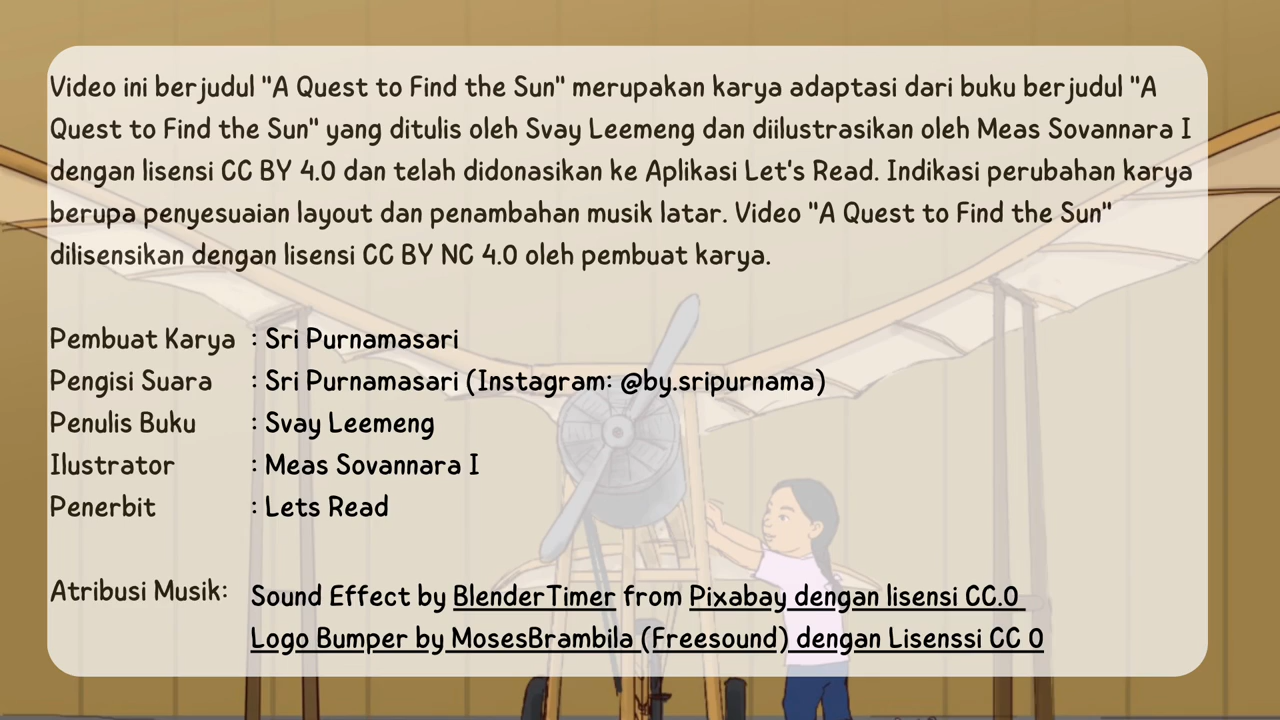 Video ini berjudul "A Quest to Find the Sun" merupakan karya adaptasi dari buku berjudul "A
Quest to Find the Sun" yang ditulis oleh Svay Leemeng dan diilustrasikan oleh Meas Sovannara I
dengan lisensi CC BY 4.0 dan telah didonasikan ke Aplikasi Let's Read. Indikasi perubahan karya
berupa penyesuaian layout dan penambahan musik latar. Video "A Quest to Find the Sun"
dilisensikan dengan lisensi CC BY NC 4.0 oleh pembuat karya.
Pembuat Karya : Sri Purnamasari
Pengisi Suara : Sri Purnamasari (Instagram: @by.sripurnama)
Penulis Buku : Svay Leemeng
Ilustrator : Meas Sovannara I
Penerbit : Lets Read
Atribusi Musik: Sound Effect by BlenderTimer from Pixabay dengan lisensi CC.0
Logo Bumper by MosesBrambila (Freesound) dengan Lisenssi CC 0